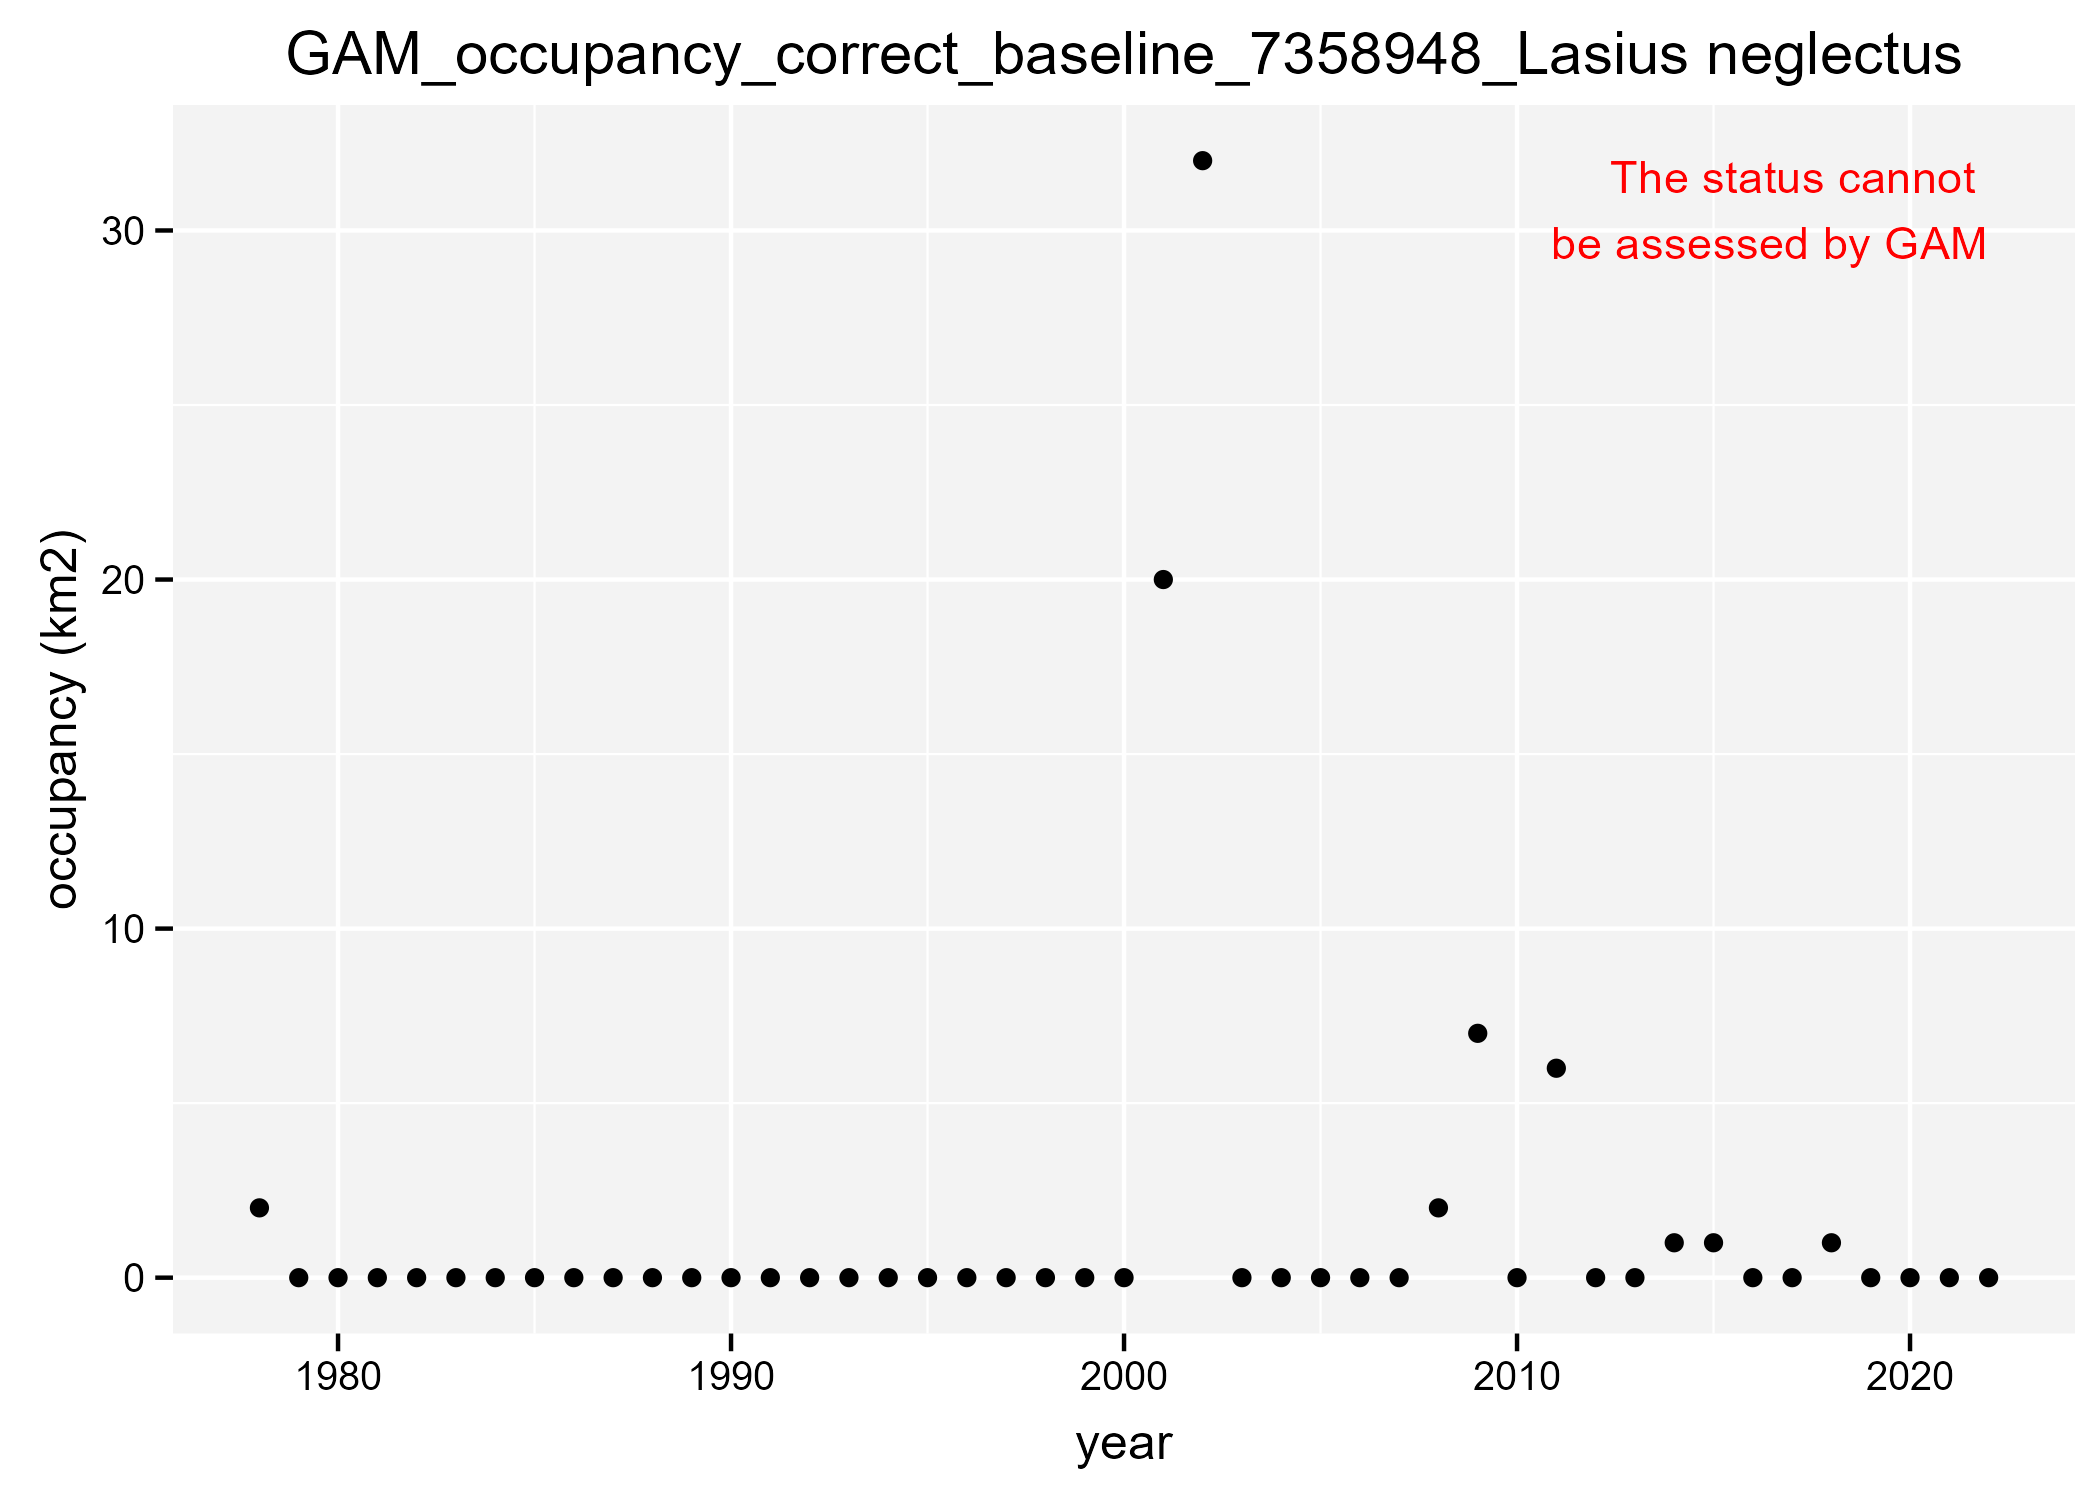 GAM_occupancy_correct_baseline_7358948_Lasius neglectus
The status cannot
be assessed by GAM
30
20
10
0
occupancy (km2)
1980 1990 2000 2010 2020
year